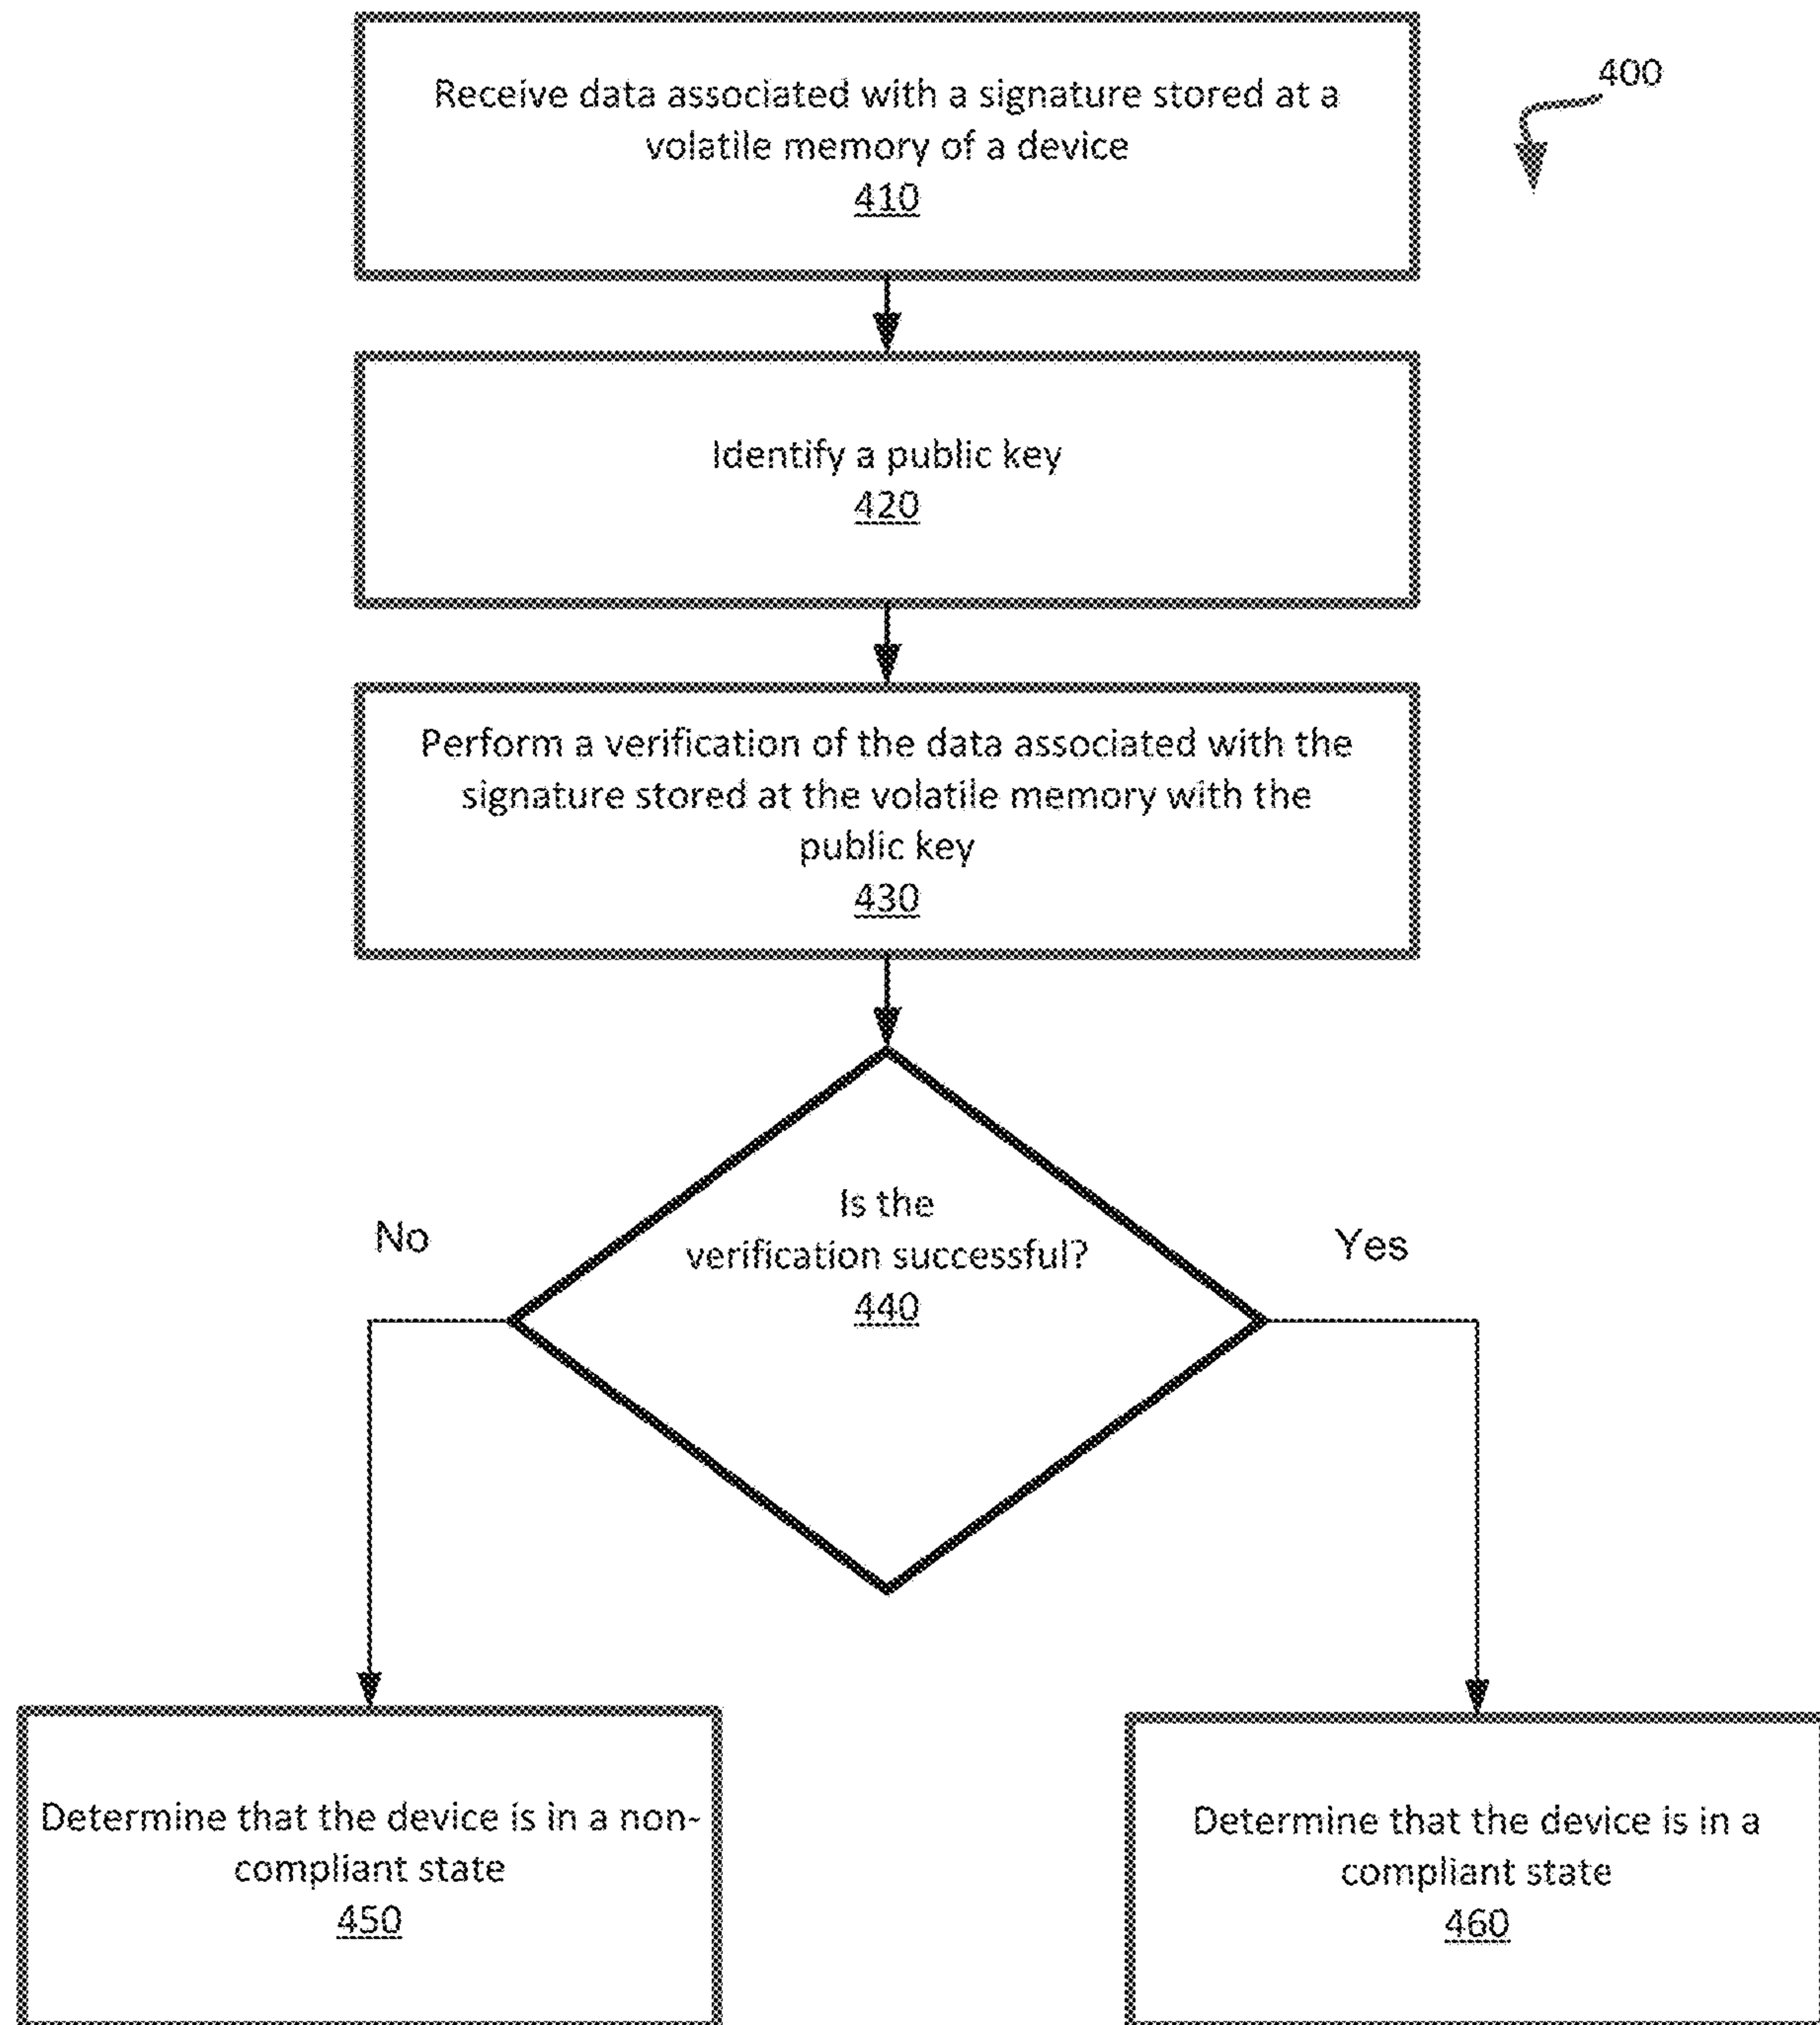 Receive data associated with a signature stored at a
volatile memory of a device
410
400
Identify a public key
420
Perform a verification of the data associated with the
signature stored at the volatile memory with the
public key
430
Is the
verification successful?
440
No
Yes
Determine that the device is in a non-
compliant state
450
Determine that the device is in a
compliant state
460